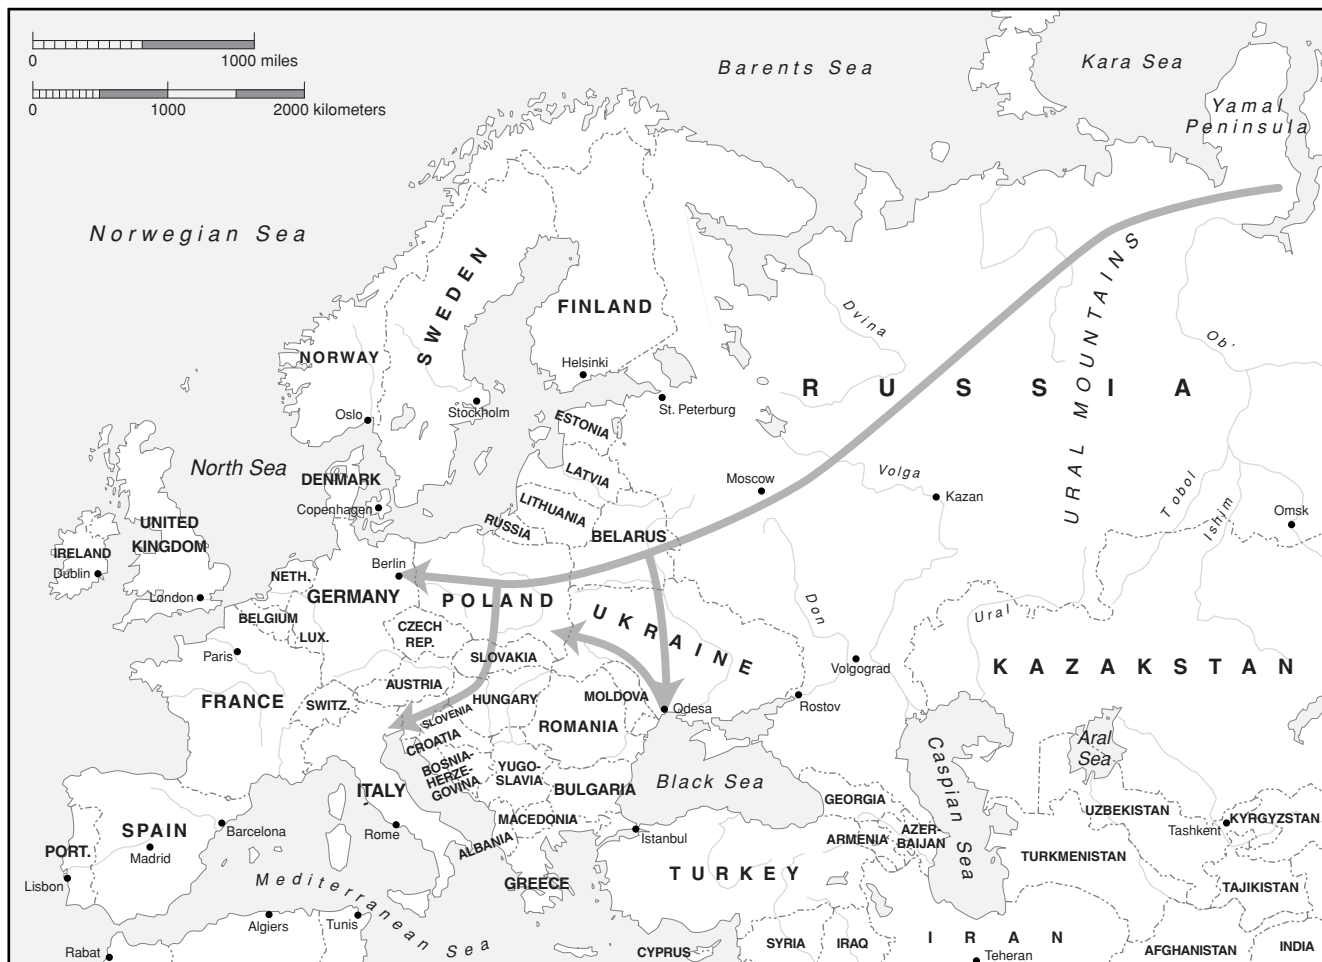 0 1000 miles
0 1000 2000 kilometers
Barents Sea
Kara Sea
Yamal
Peninsula
Norwegian Sea
SWEDEN
FINLAND
NORWAY
Helsinki
Oslo
Stockholm
St. Peterburg
Dvina
Ob'
RUSSIA
URAL MOUNTAINS
ESTONIA
LATVIA
LITHUANIA
RUSSIA
BELARUS
North Sea
DENMARK
Copenhagen
Moscow
Volga
Kazan
Tobol
Ishim
Omsk
UNITED
KINGDOM
IRELAND
Dublin
London
NETH.
Berlin
GERMANY
BELGIUM
LUX.
POLAND
CZECH
REP.
UKRAINE
Don
Ural
Paris
SLOVAKIA
Volgograd
KAZAKSTAN
FRANCE
SWITZ.
AUSTRIA
HUNGARY
MOLDOVA
Odesa
Rostov
SLOVENIA
CROATIA
ROMANIA
BOSNIA-
HERZE-
GOVINA
YUGO-
SLAVIA
BULGARIA
Black Sea
Caspian Sea
Aral
Sea
ITALY
Rome
MACEDONIA
ALBANIA
GREECE
Istanbul
TURKEY
GEORGIA
ARMENIA
AZER-
BAIJAN
UZBEKISTAN
Tashkent
KYRGYZSTAN
TURKMENISTAN
TAJIKISTAN
SPAIN
Barcelona
Madrid
PORT.
Lisbon
Mediterranean Sea
Algiers
Tunis
Rabat
CYPRUS
SYRIA
IRAQ
IRAN
Teheran
AFGHANISTAN
INDIA